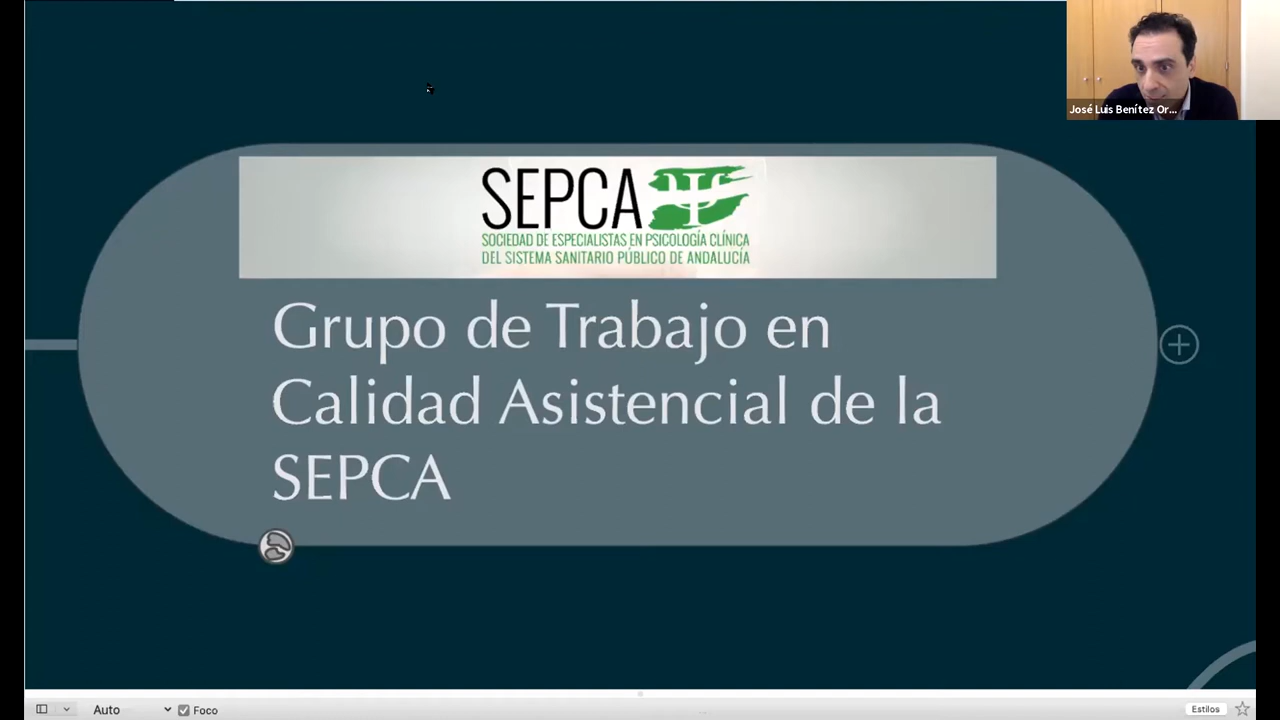 José Luis Benítez Or...
SEPCA
SOCIEDAD DE ESPECIALISTAS EN PSICOLOGÍA CLÍNICA
DEL SISTEMA SANITARIO PÚBLICO DE ANDALUCÍA
Grupo de Trabajo en
Calidad Asistencial de la
SEPCA
Auto
Foco
Estilos